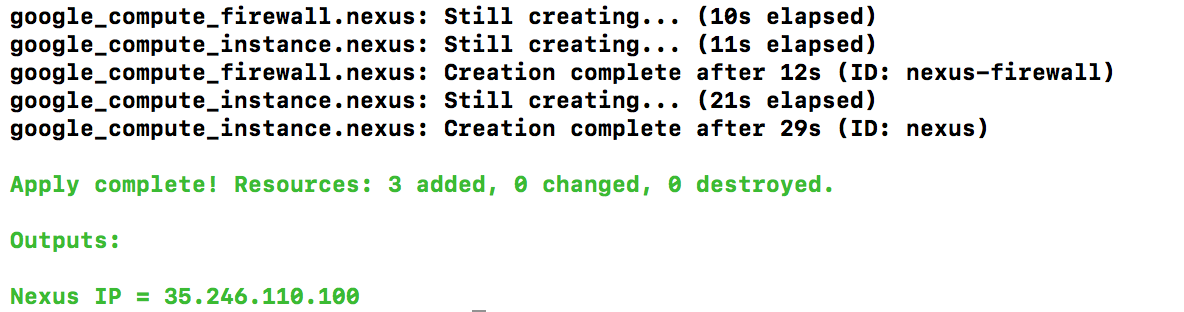 google_compute_firewall.nexus: Still creating... (10s elapsed)
google_compute_instance.nexus: Still creating... (11s elapsed)
google_compute_firewall.nexus: Creation complete after 12s (ID: nexus-firewall)
google_compute_instance.nexus: Still creating... (21s elapsed)
google_compute_instance.nexus: Creation complete after 29s (ID: nexus)
Apply complete! Resources: 3 added, 0 changed, 0 destroyed.
Outputs:
Nexus IP = 35.246.110.100